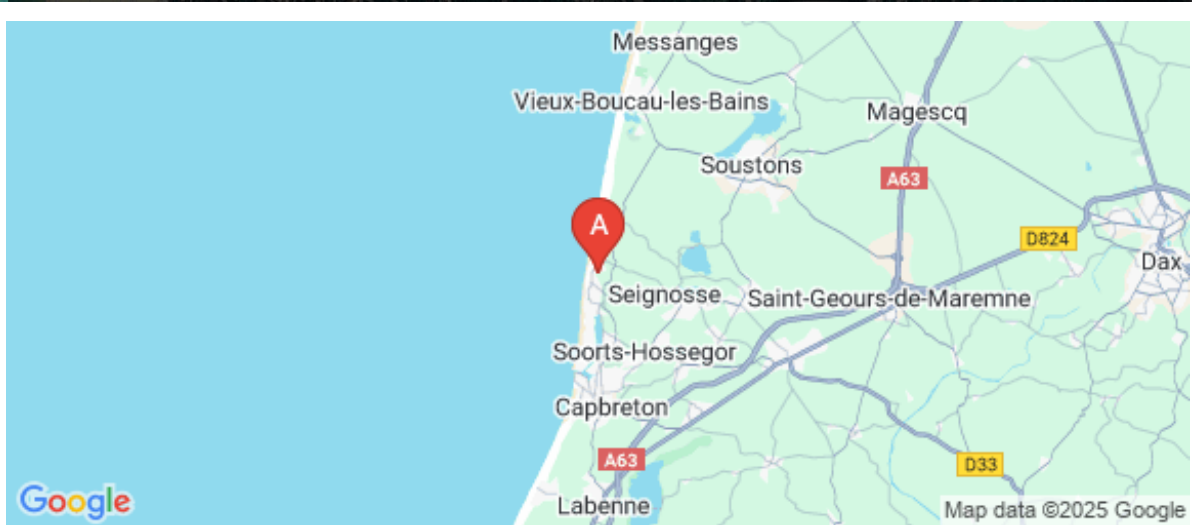 Messanges
Vieux-Boucau-les-Bains
Magescq
Soustons
A63
A
D824
Dax
Seignosse
Saint-Geours-de-Maremne
Soorts-Hossegor
Capbreton
A63
D33
Labenne
Google
Map data ©2025 Google